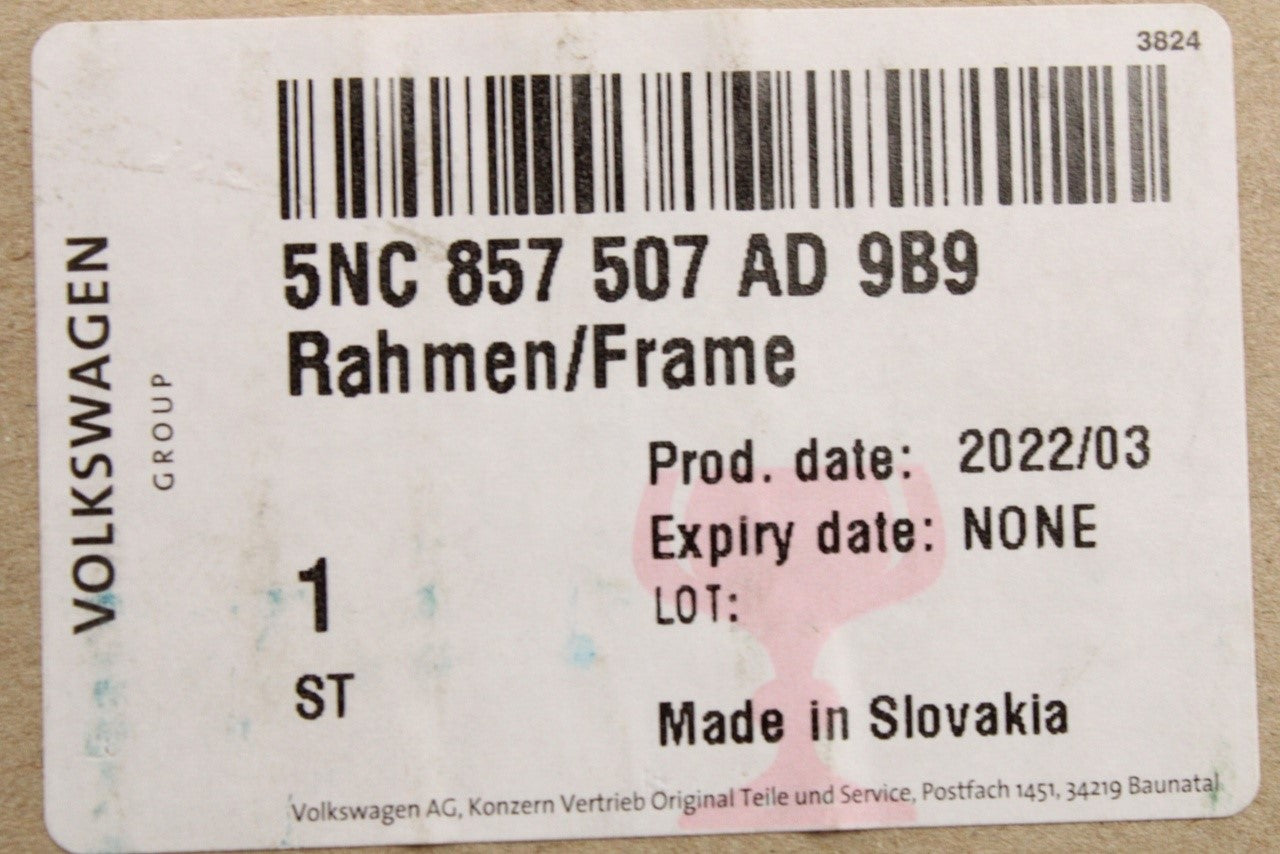 3824
5NC 857 507 AD 9B9
Rahmen/Frame
VOLKSWAGEN
GROUP
Prod. date: 2022/03
Expiry date: NONE
LOT:
1
ST
Made in Slovakia
Volkswagen AG, Konzern Vertrieb Original Teile und Service, Postfach 1451, 34219 Baunatal